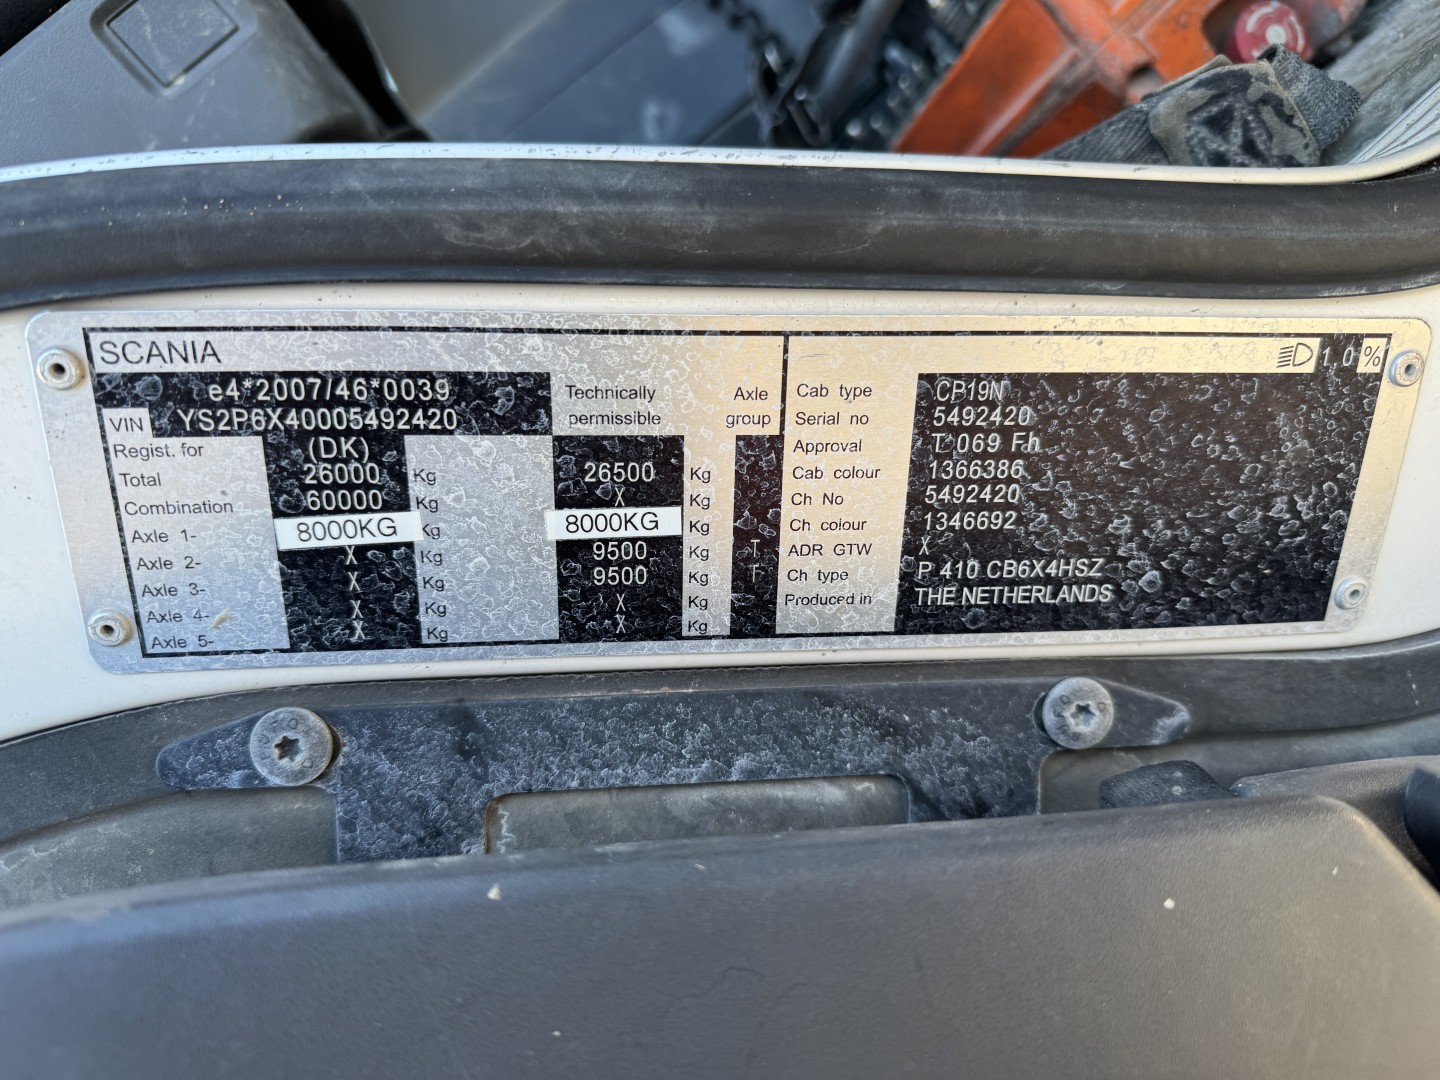 SCANIA
e4*2007/46*0039
VIN YS2P6X40005492420
Technically permissible
Axle group
Regist. for (DK)
Total 26000 Kg 26500 Kg
Combination 60000 Kg X Kg
Axle 1- 8000KG Kg 8000KG Kg
Axle 2- X Kg 9500 Kg T
Axle 3- X Kg 9500 Kg T
Axle 4- X Kg X Kg
Axle 5- X Kg X Kg
1,0 %
Cab type CP19N
Serial no 5492420
Approval T 069 Fh
Cab colour 1366386
Ch No 5492420
Ch colour 1346692
ADR GTW X
Ch type P 410 CB6X4HSZ
Produced in THE NETHERLANDS